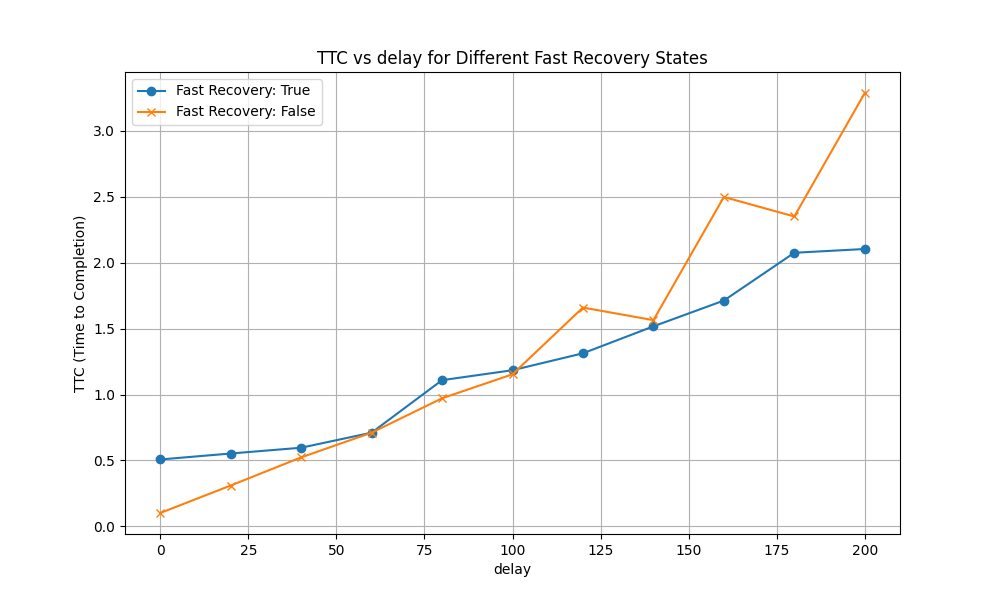 TTC vs delay for Different Fast Recovery States
Fast Recovery: True
Fast Recovery: False
TTC (Time to Completion)
3.0
2.5
2.0
1.5
1.0
0.5
0.0
0 25 50 75 100 125 150 175 200
delay